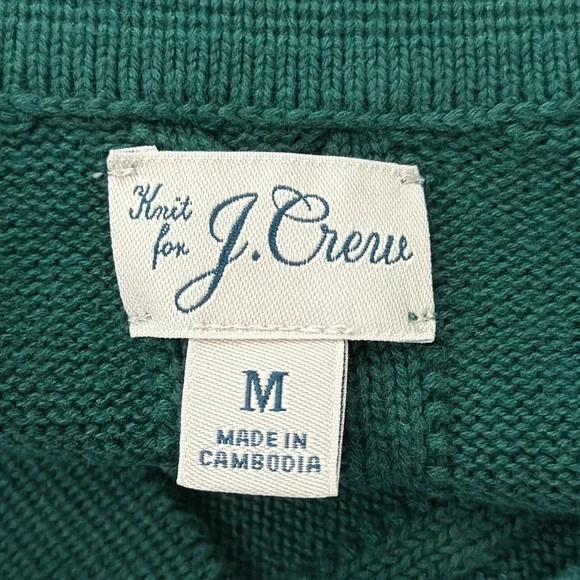 Knit
for J. Crew
M
MADE IN
CAMBODIA